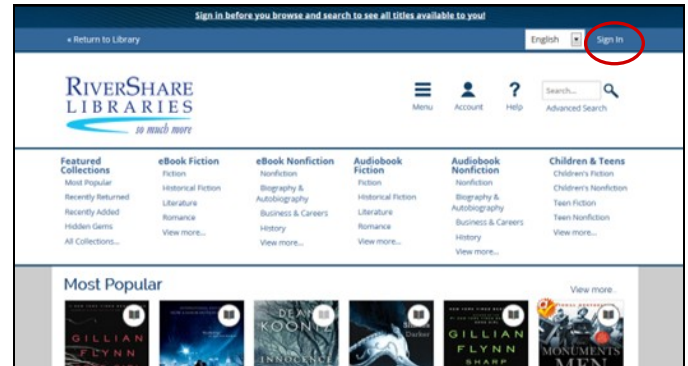 Sign in before you browse and search to see all titles available to you!
« Return to Library
English
Sign In
RIVERSHARE
LIBRARIES
so much more
Menu
Account
Help
Search...
Advanced Search
Featured
Collections
Most Popular
Recently Returned
Recently Added
Hidden Gems
All Collections...
eBook Fiction
Fiction
Historical Fiction
Literature
Romance
View more...
eBook Nonfiction
Nonfiction
Biography &
Autobiography
Business & Careers
History
View more...
Audiobook
Fiction
Fiction
Historical Fiction
Literature
Romance
View more...
Audiobook
Nonfiction
Nonfiction
Biography &
Autobiography
Business & Careers
History
View more...
Children & Teens
Children's Fiction
Children's Nonfiction
Teen Fiction
Teen Nonfiction
View more...
Most Popular
View more...
GILLIAN
FLYNN
DEAN
KOONTZ
INNOCENCE
Darker
GILLIAN
FLYNN
SHARP
MONUMENTS
MEN